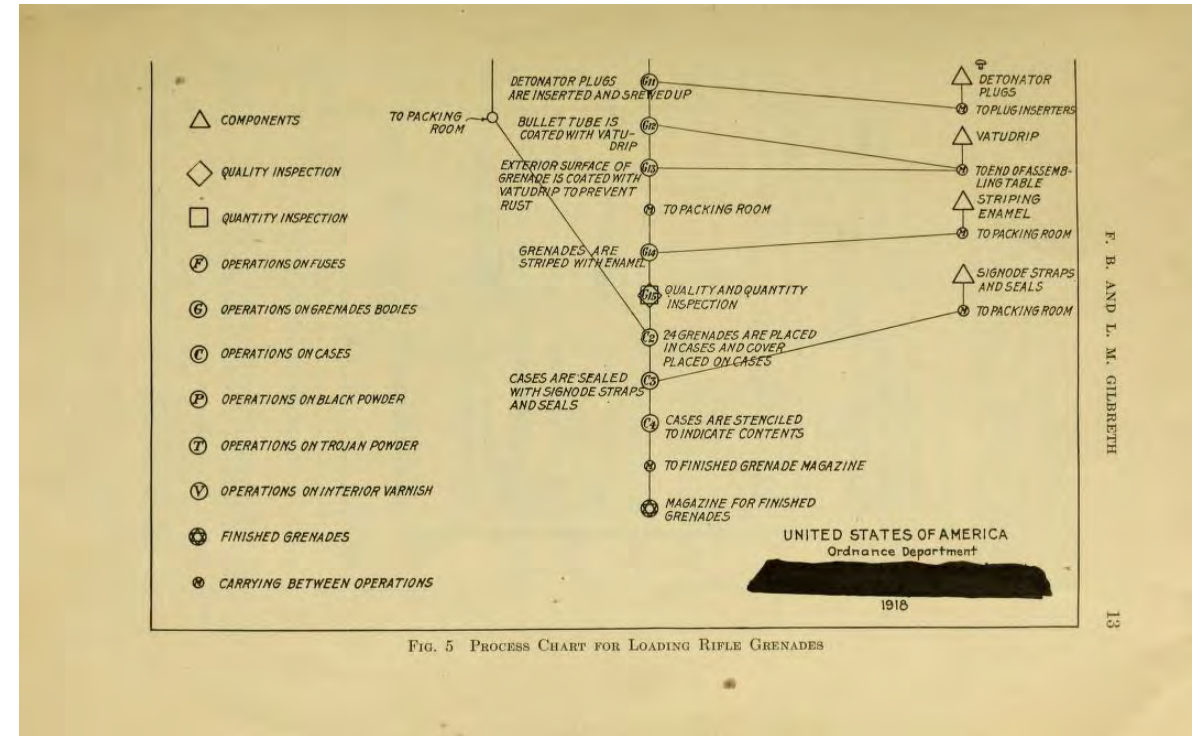 COMPONENTS
QUALITY INSPECTION
QUANTITY INSPECTION
F OPERATIONS ON FUSES
G OPERATIONS ON GRENADES BODIES
C OPERATIONS ON CASES
P OPERATIONS ON BLACK POWDER
T OPERATIONS ON TROJAN POWDER
V OPERATIONS ON INTERIOR VARNISH
FINISHED GRENADES
M CARRYING BETWEEN OPERATIONS
TO PACKING
ROOM
DETONATOR PLUGS
ARE INSERTED AND SREWED UP
G11
BULLET TUBE IS
COATED WITH VATU-
DRIP
G12
EXTERIOR SURFACE OF
GRENADE IS COATED WITH
VATUDRIP TO PREVENT
RUST
G13
M TO PACKING ROOM
GRENADES ARE
STRIPED WITH ENAMEL
G14
G15 QUALITY AND QUANTITY
INSPECTION
C2 24 GRENADES ARE PLACED
IN CASES AND COVER
PLACED ON CASES
CASES ARE SEALED
WITH SIGNODE STRAPS
AND SEALS
C3
C4 CASES ARE STENCILED
TO INDICATE CONTENTS
M TO FINISHED GRENADE MAGAZINE
MAGAZINE FOR FINISHED
GRENADES
DETONATOR
PLUGS
M TO PLUG INSERTERS
VATUDRIP
M TO END OF ASSEMB-
LING TABLE
STRIPING
ENAMEL
M TO PACKING ROOM
SIGNODE STRAPS
AND SEALS
M TO PACKING ROOM
UNITED STATES OF AMERICA
Ordnance Department
1918
FIG. 5 PROCESS CHART FOR LOADING RIFLE GRENADES
F. B. AND L. M. GILBRETH
13